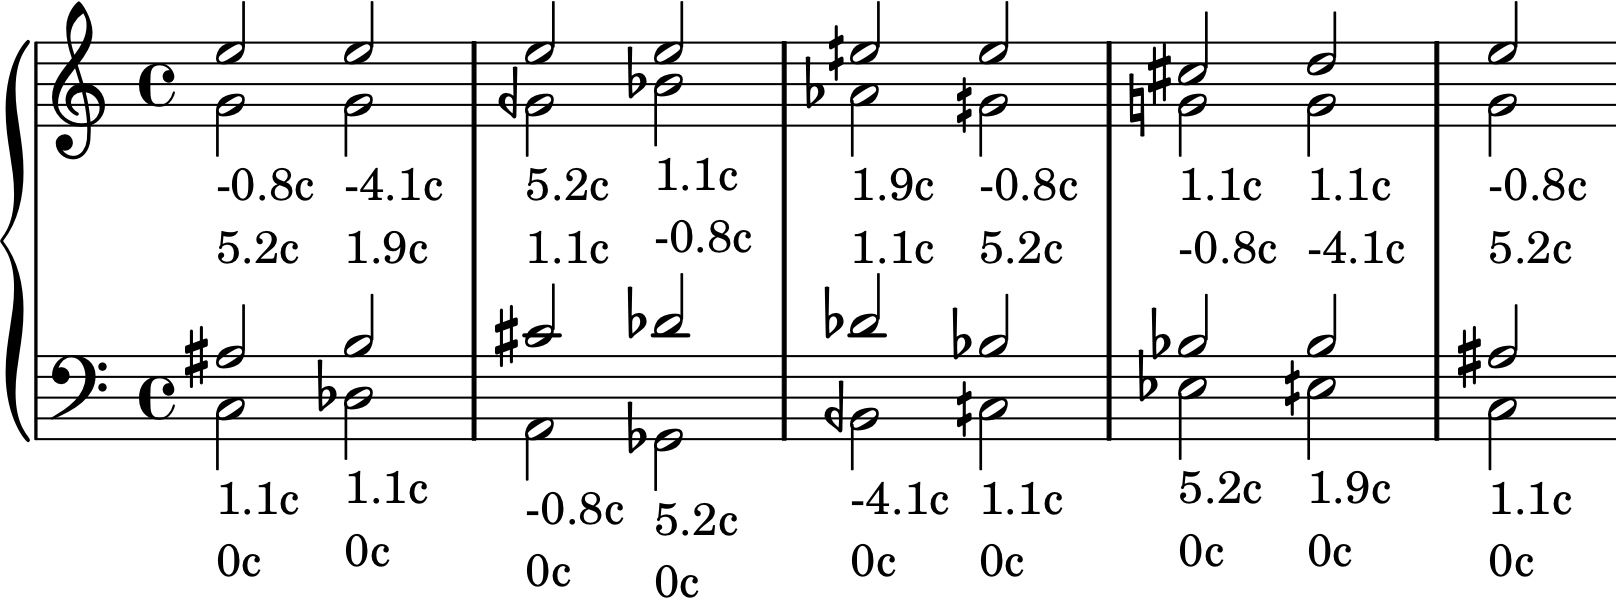 -0.8c -4.1c 5.2c 1.1c 1.9c -0.8c 1.1c 1.1c -0.8c
5.2c 1.9c 1.1c -0.8c 1.1c 5.2c -0.8c -4.1c 5.2c
1.1c 1.1c -0.8c 5.2c -4.1c 1.1c 5.2c 1.9c 1.1c
0c 0c 0c 0c 0c 0c 0c 0c 0c